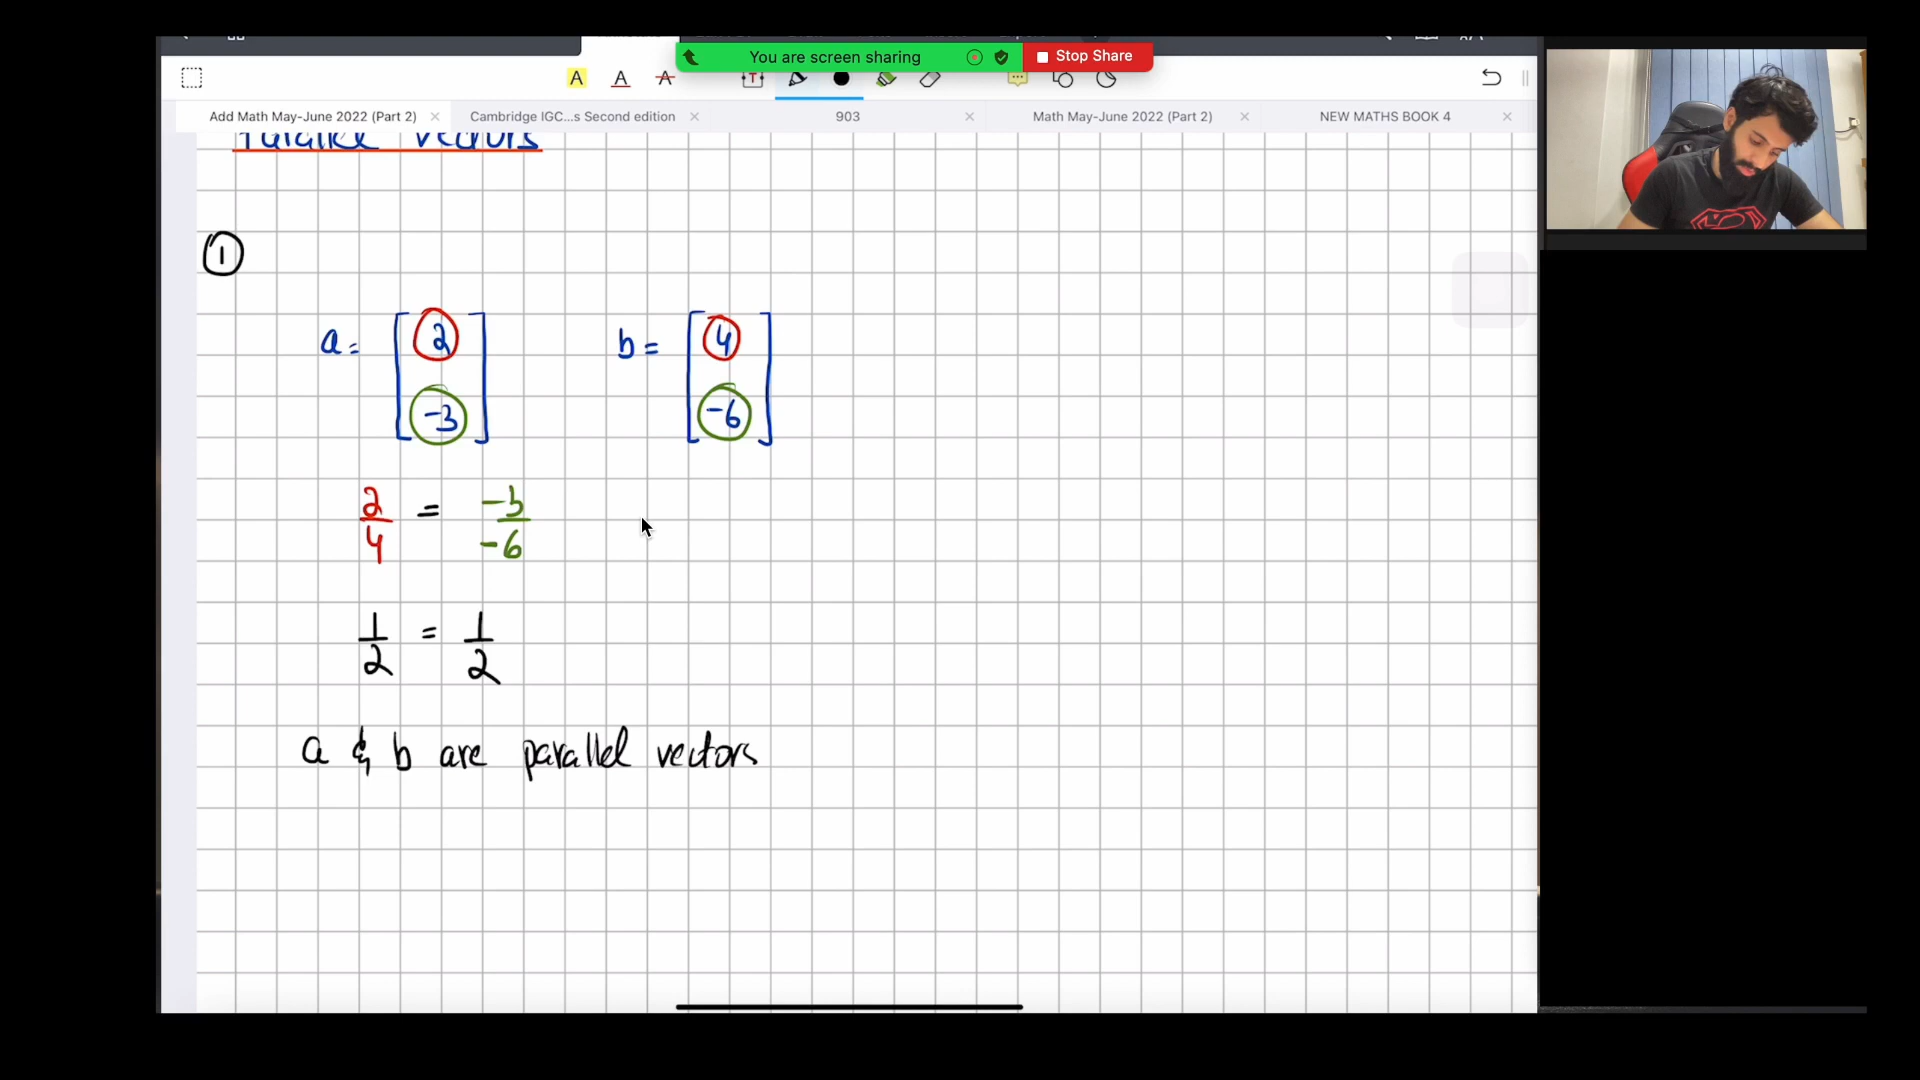 You are screen sharing
Stop Share
A A A T
Add Math May-June 2022 (Part 2) × Cambridge IGC...s Second edition × 903 × Math May-June 2022 (Part 2) × NEW MATHS BOOK 4 ×
Parallel vectors
1
a = [2 -3] b = [4 -6]
2/4 = -3/-6
1/2 = 1/2
a & b are parallel vectors